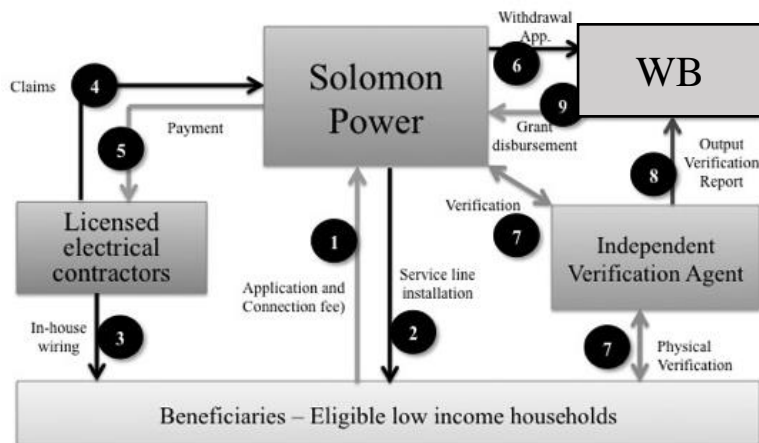 Withdrawal
App.
6
WB
Solomon
Power
Claims
4
9
Grant
disbursement
Payment
5
Output
Verification
Report
8
Licensed
electrical
contractors
1
Verification
7
Independent
Verification Agent
Application and
Connection fee)
Service line
installation
In-house
wiring
3
2
7
Physical
Verification
Beneficiaries – Eligible low income households